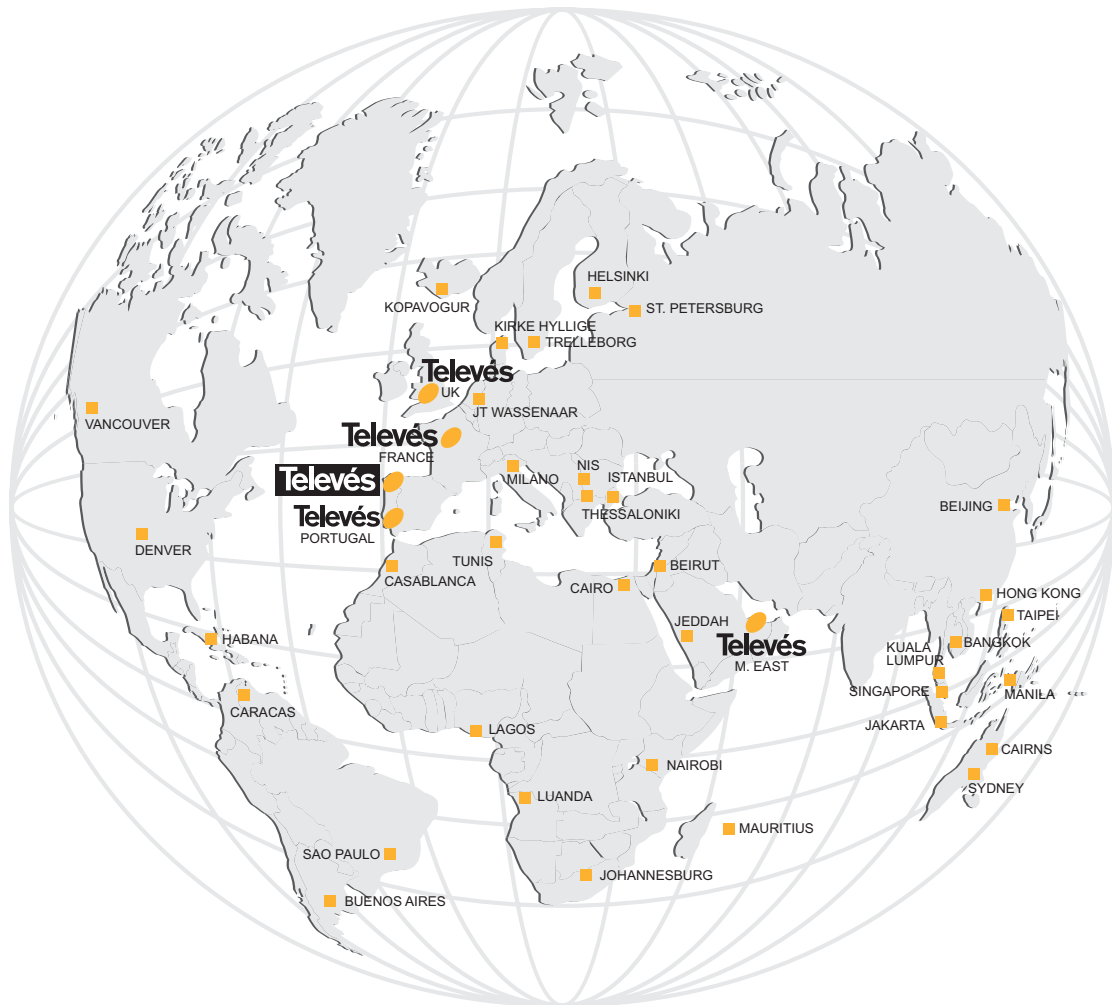 HELSINKI
KOPAVOGUR
ST. PETERSBURG
KIRKE HYLLIGE
TRELLEBORG
Televés
UK
JT WASSENAAR
VANCOUVER
Televés
FRANCE
Televés
MILANO
NIS
ISTANBUL
Televés
PORTUGAL
THESSALONIKI
BEIJING
DENVER
TUNIS
CASABLANCA
BEIRUT
CAIRO
HONG KONG
TAIPEI
JEDDAH
HABANA
Televés
M. EAST
KUALA
LUMPUR
BANGKOK
SINGAPORE
MANILA
CARACAS
JAKARTA
LAGOS
CAIRNS
NAIROBI
SYDNEY
LUANDA
MAURITIUS
SAO PAULO
JOHANNESBURG
BUENOS AIRES